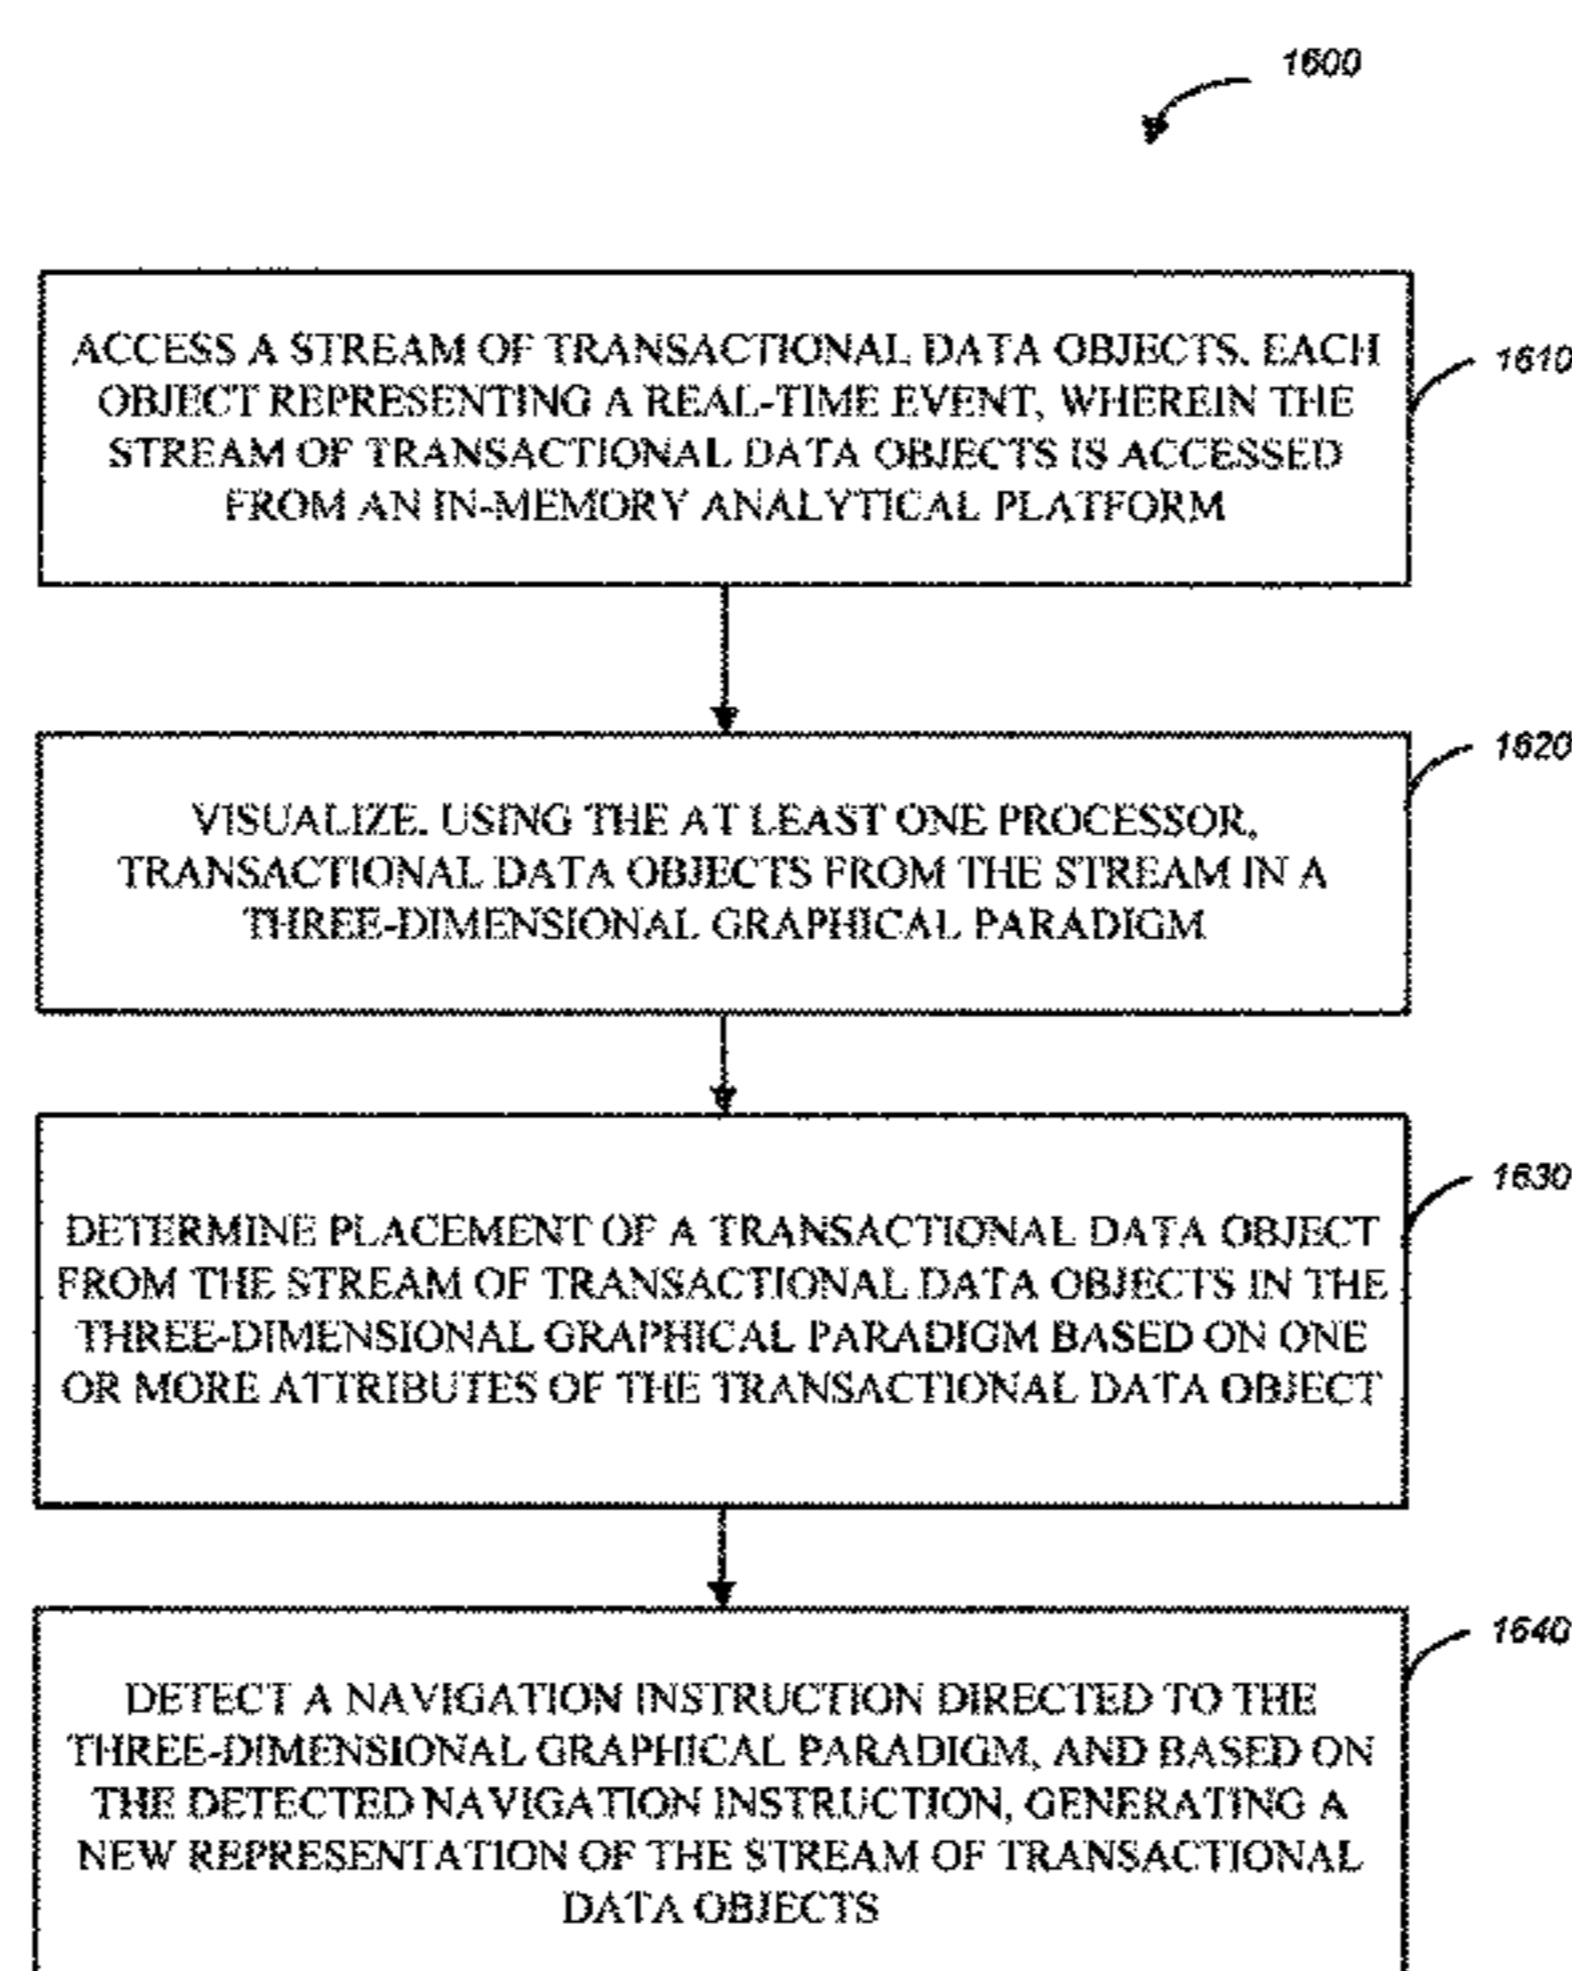 1600
ACCESS A STREAM OF TRANSACTIONAL DATA OBJECTS, EACH
1610
OBJECT REPRESENTING A REAL-TIME EVENT, WHEREIN THE
STREAM OF TRANSACTIONAL DATA OBJECTS IS ACCESSED
FROM AN IN-MEMORY ANALYTICAL PLATFORM
1620
VISUALIZE, USING THE AT LEAST ONE PROCESSOR,
TRANSACTIONAL DATA OBJECTS FROM THE STREAM IN A
THREE-DIMENSIONAL GRAPHICAL PARADIGM
1630
DETERMINE PLACEMENT OF A TRANSACTIONAL DATA OBJECT
FROM THE STREAM OF TRANSACTIONAL DATA OBJECTS IN THE
THREE-DIMENSIONAL GRAPHICAL PARADIGM BASED ON ONE
OR MORE ATTRIBUTES OF THE TRANSACTIONAL DATA OBJECT
1640
DETECT A NAVIGATION INSTRUCTION DIRECTED TO THE
THREE-DIMENSIONAL GRAPHICAL PARADIGM, AND BASED ON
THE DETECTED NAVIGATION INSTRUCTION, GENERATING A
NEW REPRESENTATION OF THE STREAM OF TRANSACTIONAL
DATA OBJECTS